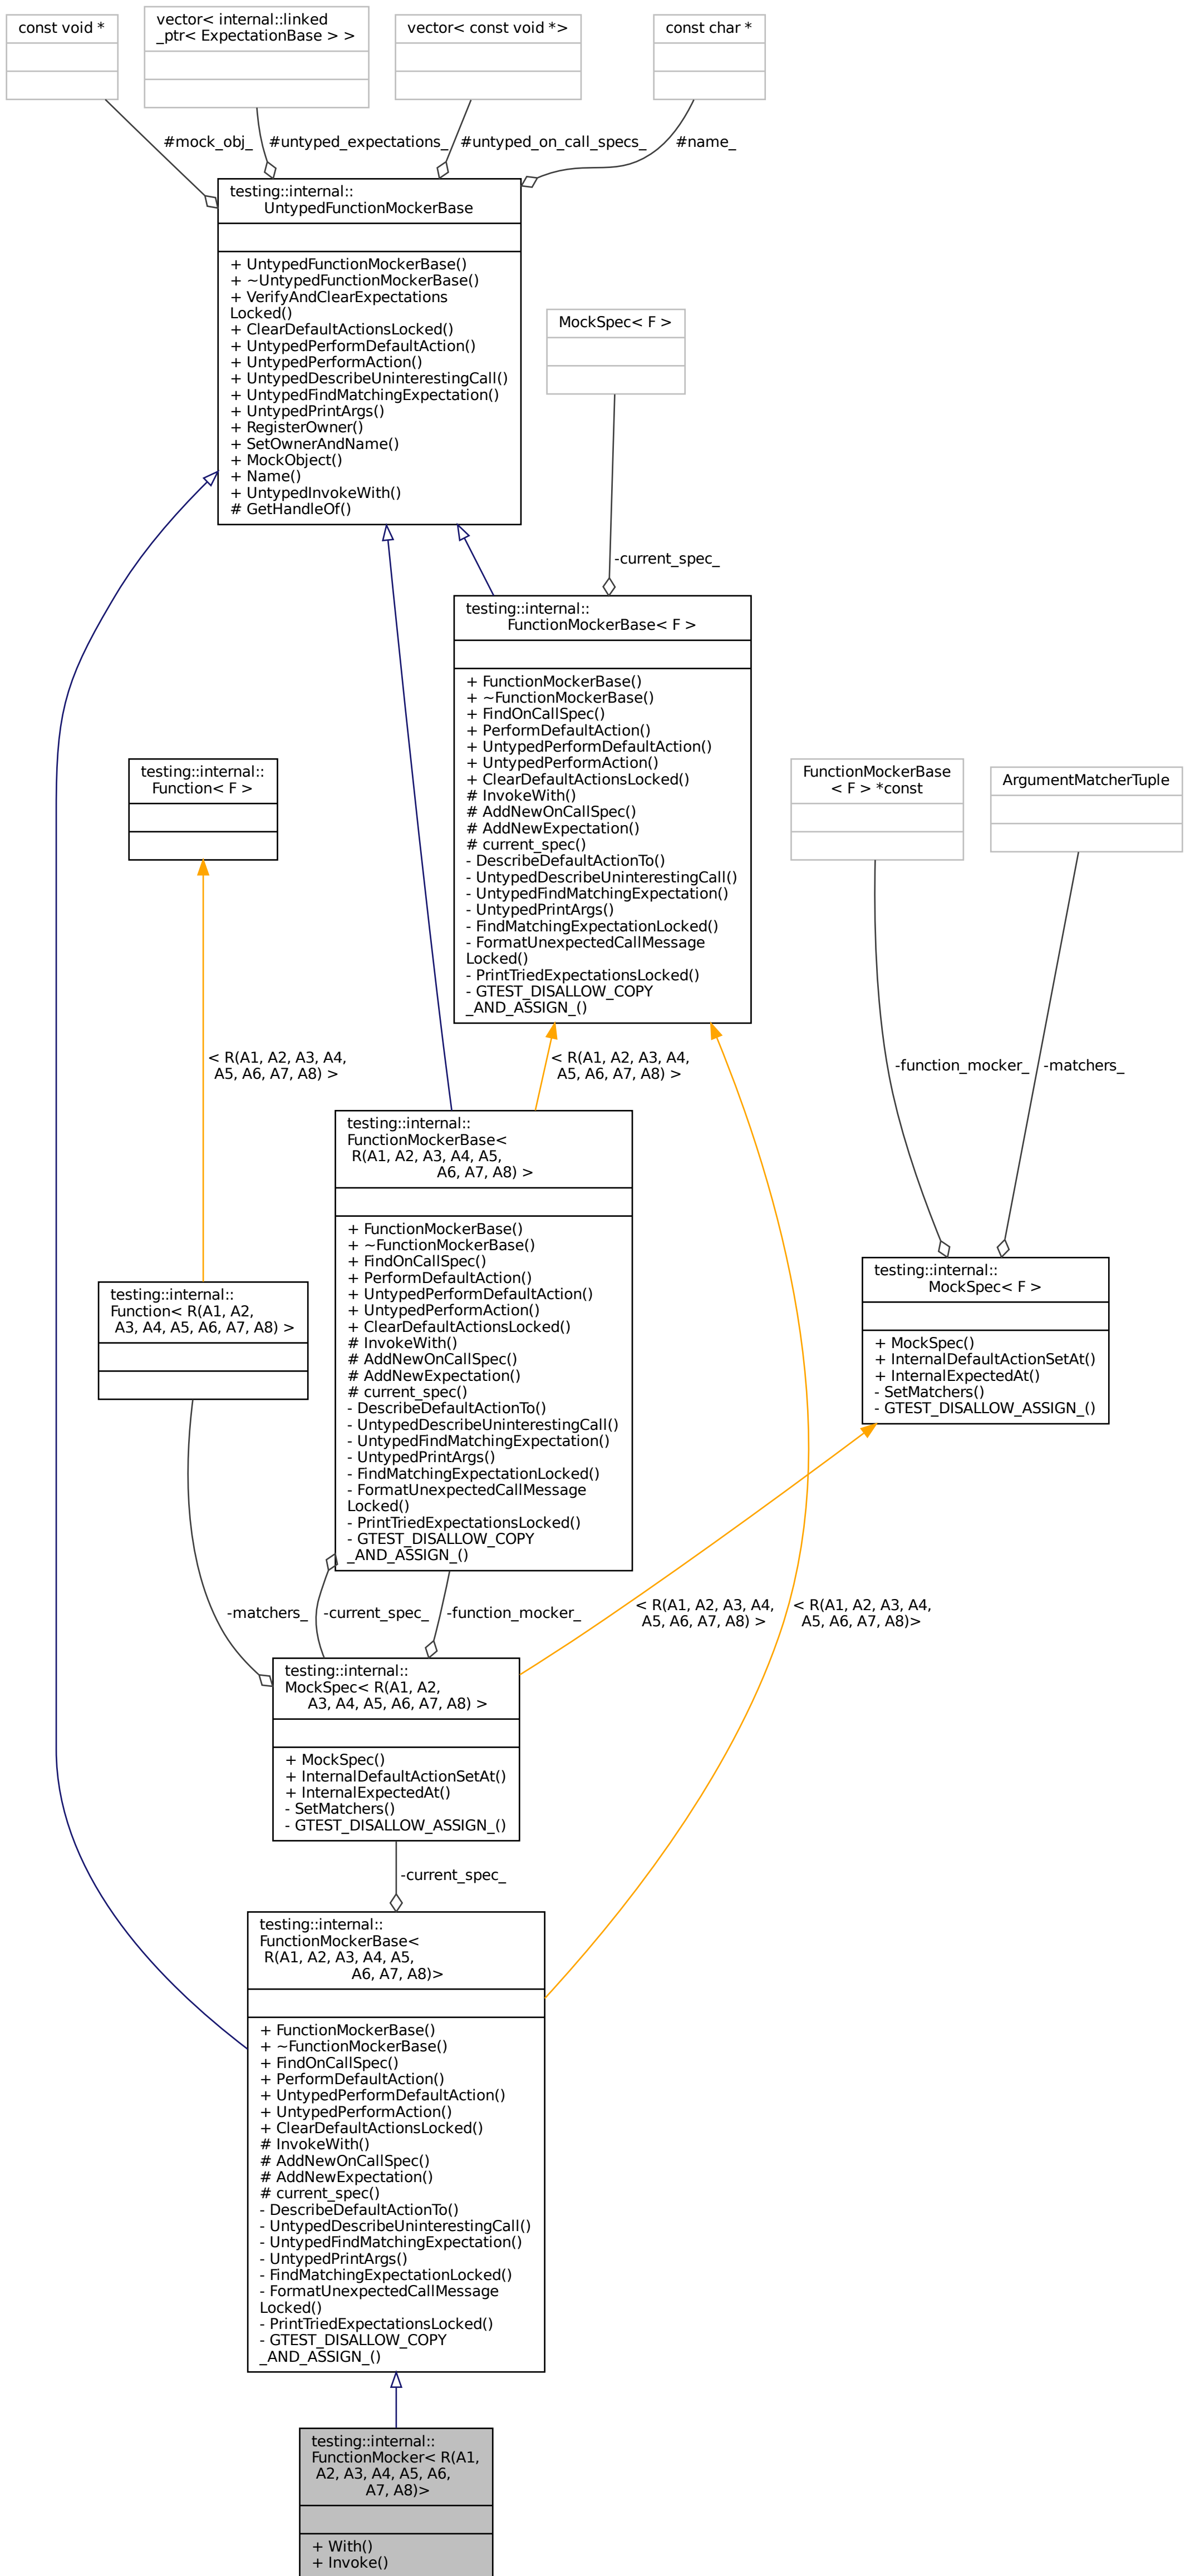 const void *
vector< internal::linked
_ptr< ExpectationBase > >
vector< const void *>
const char *
#mock_obj_
#untyped_expectations_
#untyped_on_call_specs_
#name_
testing::internal::
UntypedFunctionMockerBase
+ UntypedFunctionMockerBase()
+ ~UntypedFunctionMockerBase()
+ VerifyAndClearExpectations
Locked()
+ ClearDefaultActionsLocked()
+ UntypedPerformDefaultAction()
+ UntypedPerformAction()
+ UntypedDescribeUninterestingCall()
+ UntypedFindMatchingExpectation()
+ UntypedPrintArgs()
+ RegisterOwner()
+ SetOwnerAndName()
+ MockObject()
+ Name()
+ UntypedInvokeWith()
# GetHandleOf()
MockSpec< F >
-current_spec_
testing::internal::
FunctionMockerBase< F >
+ FunctionMockerBase()
+ ~FunctionMockerBase()
+ FindOnCallSpec()
+ PerformDefaultAction()
+ UntypedPerformDefaultAction()
+ UntypedPerformAction()
+ ClearDefaultActionsLocked()
# InvokeWith()
# AddNewOnCallSpec()
# AddNewExpectation()
# current_spec()
- DescribeDefaultActionTo()
- UntypedDescribeUninterestingCall()
- UntypedFindMatchingExpectation()
- UntypedPrintArgs()
- FindMatchingExpectationLocked()
- FormatUnexpectedCallMessage
Locked()
- PrintTriedExpectationsLocked()
- GTEST_DISALLOW_COPY
_AND_ASSIGN_()
testing::internal::
Function< F >
FunctionMockerBase
< F > *const
ArgumentMatcherTuple
< R(A1, A2, A3, A4,
A5, A6, A7, A8) >
< R(A1, A2, A3, A4,
A5, A6, A7, A8) >
-function_mocker_
-matchers_
testing::internal::
FunctionMockerBase<
R(A1, A2, A3, A4, A5,
A6, A7, A8) >
+ FunctionMockerBase()
+ ~FunctionMockerBase()
+ FindOnCallSpec()
+ PerformDefaultAction()
+ UntypedPerformDefaultAction()
+ UntypedPerformAction()
+ ClearDefaultActionsLocked()
# InvokeWith()
# AddNewOnCallSpec()
# AddNewExpectation()
# current_spec()
- DescribeDefaultActionTo()
- UntypedDescribeUninterestingCall()
- UntypedFindMatchingExpectation()
- UntypedPrintArgs()
- FindMatchingExpectationLocked()
- FormatUnexpectedCallMessage
Locked()
- PrintTriedExpectationsLocked()
- GTEST_DISALLOW_COPY
_AND_ASSIGN_()
testing::internal::
Function< R(A1, A2,
A3, A4, A5, A6, A7, A8) >
testing::internal::
MockSpec< F >
+ MockSpec()
+ InternalDefaultActionSetAt()
+ InternalExpectedAt()
- SetMatchers()
- GTEST_DISALLOW_ASSIGN_()
-matchers_
-current_spec_
-function_mocker_
< R(A1, A2, A3, A4,
A5, A6, A7, A8) >
< R(A1, A2, A3, A4,
A5, A6, A7, A8)>
testing::internal::
MockSpec< R(A1, A2,
A3, A4, A5, A6, A7, A8) >
+ MockSpec()
+ InternalDefaultActionSetAt()
+ InternalExpectedAt()
- SetMatchers()
- GTEST_DISALLOW_ASSIGN_()
-current_spec_
testing::internal::
FunctionMockerBase<
R(A1, A2, A3, A4, A5,
A6, A7, A8)>
+ FunctionMockerBase()
+ ~FunctionMockerBase()
+ FindOnCallSpec()
+ PerformDefaultAction()
+ UntypedPerformDefaultAction()
+ UntypedPerformAction()
+ ClearDefaultActionsLocked()
# InvokeWith()
# AddNewOnCallSpec()
# AddNewExpectation()
# current_spec()
- DescribeDefaultActionTo()
- UntypedDescribeUninterestingCall()
- UntypedFindMatchingExpectation()
- UntypedPrintArgs()
- FindMatchingExpectationLocked()
- FormatUnexpectedCallMessage
Locked()
- PrintTriedExpectationsLocked()
- GTEST_DISALLOW_COPY
_AND_ASSIGN_()
testing::internal::
FunctionMocker< R(A1,
A2, A3, A4, A5, A6,
A7, A8)>
+ With()
+ Invoke()